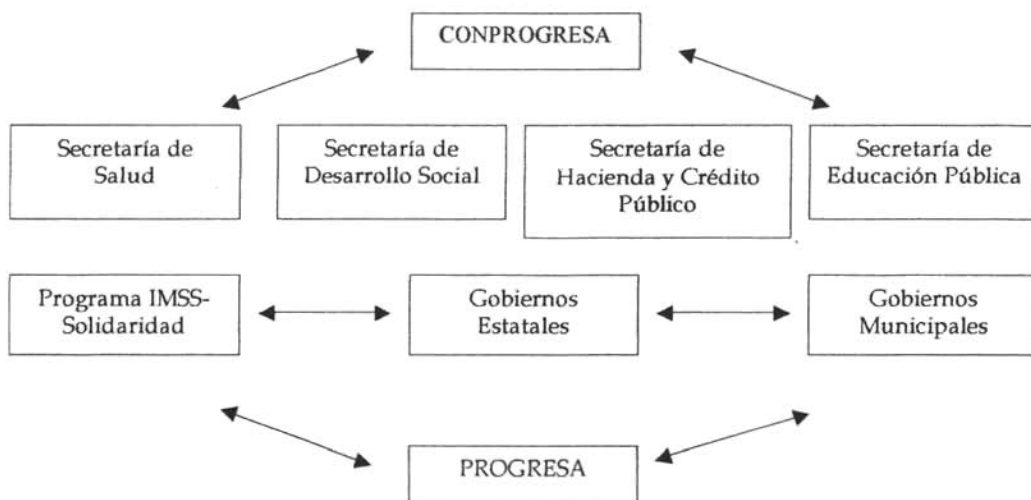 CONPROGRESA
Secretaría de
Salud
Secretaría de
Desarrollo Social
Secretaría de
Hacienda y Crédito
Público
Secretaría de
Educación Pública
Programa IMSS-
Solidaridad
Gobiernos
Estatales
Gobiernos
Municipales
PROGRESA